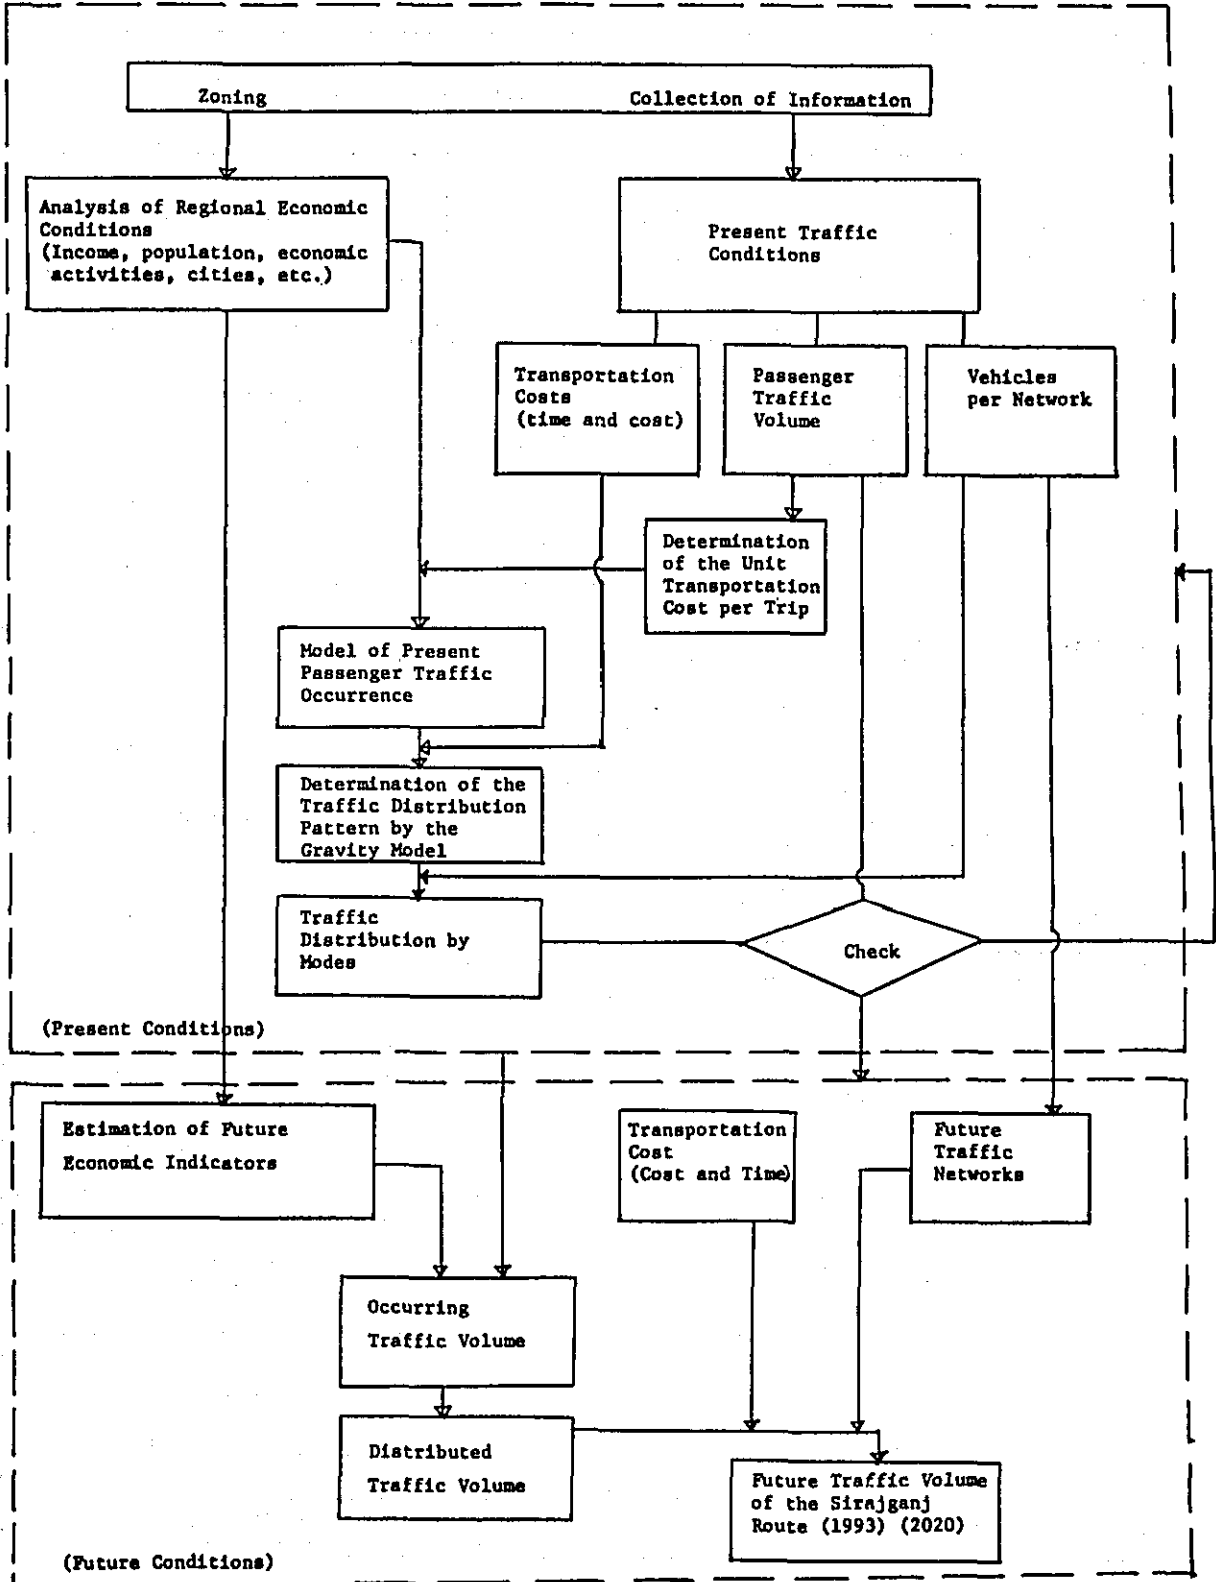 Zoning
Collection of Information
Analysis of Regional Economic
Conditions
(Income, population, economic
activities, cities, etc.)
Present Traffic
Conditions
Transportation
Costs
(time and cost)
Passenger
Traffic
Volume
Vehicles
per Network
Determination
of the Unit
Transportation
Cost per Trip
Model of Present
Passenger Traffic
Occurrence
Determination of the
Traffic Distribution
Pattern by the
Gravity Model
Traffic
Distribution by
Modes
Check
(Present Conditions)
Estimation of Future
Economic Indicators
Transportation
Cost
(Cost and Time)
Future
Traffic
Networks
Occurring
Traffic Volume
Distributed
Traffic Volume
Future Traffic Volume
of the Sirajganj
Route (1993) (2020)
(Future Conditions)